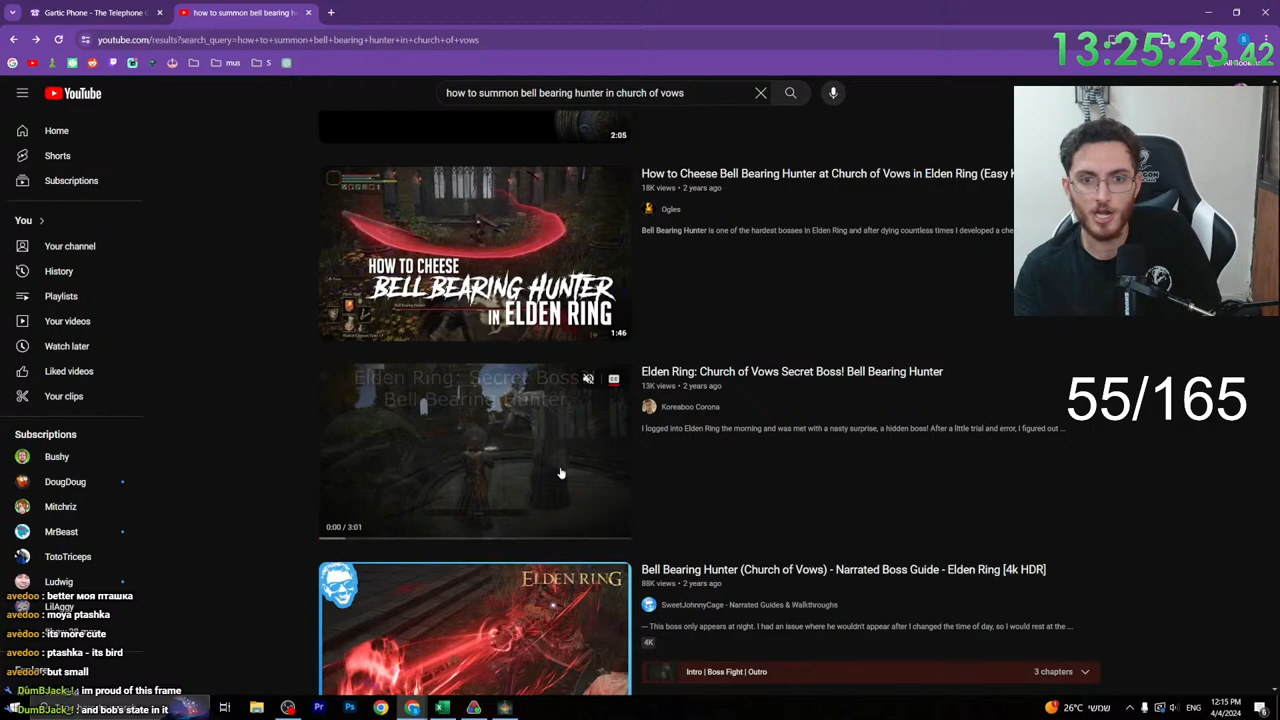 Gartic Phone - The Telephone G
how to summon bell bearing h
youtube.com/results?search_query=how+to+summon+bell+bearing+hunter+in+church+of+vows
mus
S
13:25:23.42
YouTube
how to summon bell bearing hunter in church of vows
Home
Shorts
Subscriptions
You
Your channel
History
Playlists
Your videos
Watch later
Liked videos
Your clips
Subscriptions
Bushy
DougDoug
Mitchriz
MrBeast
TotoTriceps
Ludwig
LilAggy
2:05
HOW TO CHEESE
BELL BEARING HUNTER
IN ELDEN RING
1:46
How to Cheese Bell Bearing Hunter at Church of Vows in Elden Ring (Easy K
18K views • 2 years ago
Ogles
Bell Bearing Hunter is one of the hardest bosses in Elden Ring and after dying countless times I developed a che
Elden Ring: Secret Boss
Bell Bearing Hunter
0:00 / 3:01
Elden Ring: Church of Vows Secret Boss! Bell Bearing Hunter
13K views • 2 years ago
Koreaboo Corona
I logged into Elden Ring the morning and was met with a nasty surprise, a hidden boss! After a little trial and error, I figured out ...
55/165
ELDEN RING
Bell Bearing Hunter (Church of Vows) - Narrated Boss Guide - Elden Ring [4k HDR]
88K views • 2 years ago
SweetJohnnyCage - Narrated Guides & Walkthroughs
— This boss only appears at night. I had an issue where he wouldn't appear after I changed the time of day, so I would rest at the ...
4K
Intro | Boss Fight | Outro
3 chapters
avedoo : better моя пташка
avedoo : moya ptashka
avedoo : so cute
avedoo : ptashka - its bird
avedoo : but small
DumBJacki : im proud of this frame
DumBJacki : and bob's state in it
26°C
שמשי
ENG
12:15 PM
4/4/2024
6